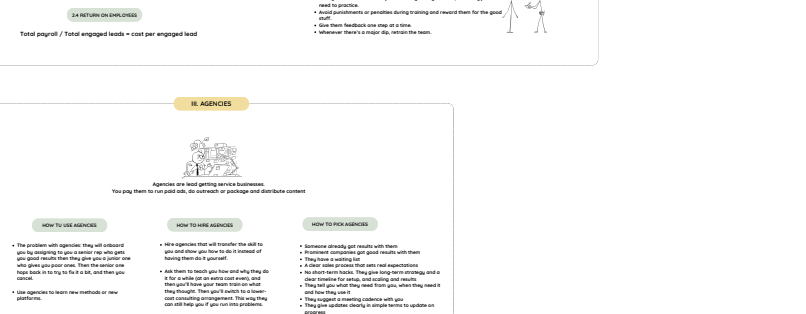 2.4 RETURN ON EMPLOYEES
Total payroll / Total engaged leads = cost per engaged lead
need to practice.
• Avoid punishments or penalties during training and reward them for the good
stuff.
• Give them feedback one step at a time.
• Whenever there's a major dip, retrain the team.
III. AGENCIES
Agencies are lead getting service businesses.
You pay them to run paid ads, do outreach or package and distribute content
HOW TU USE AGENCIES
• The problem with agencies: they will onboard
you by assigning to you a senior rep who gets
you good results then they give you a junior one
who gives you poor ones. Then the senior one
hops back in to try to fix it a bit, and then you
cancel.
• Use agencies to learn new methods or new
platforms.
HOW TO HIRE AGENCIES
• Hire agencies that will transfer the skill to
you and show you how to do it instead of
having them do it yourself.
• Ask them to teach you how and why they do
it for a while (at an extra cost even), and
then you'll have your team train on what
they thought. Then you'll switch to a lower-
cost consulting arrangement. This way they
can still help if you run into problems.
HOW TO PICK AGENCIES
• Someone already got results with them
• Prominent companies got good results with them
• They have a waiting list
• A clear sales process that sets real expectations
• No short-term hacks. They give long-term strategy and a
clear timeline for setup, and scaling and results
• They tell you what they need from you, when they need it
and how they use it
• They suggest a meeting cadence with you
• They give updates clearly in simple terms to update on
progress